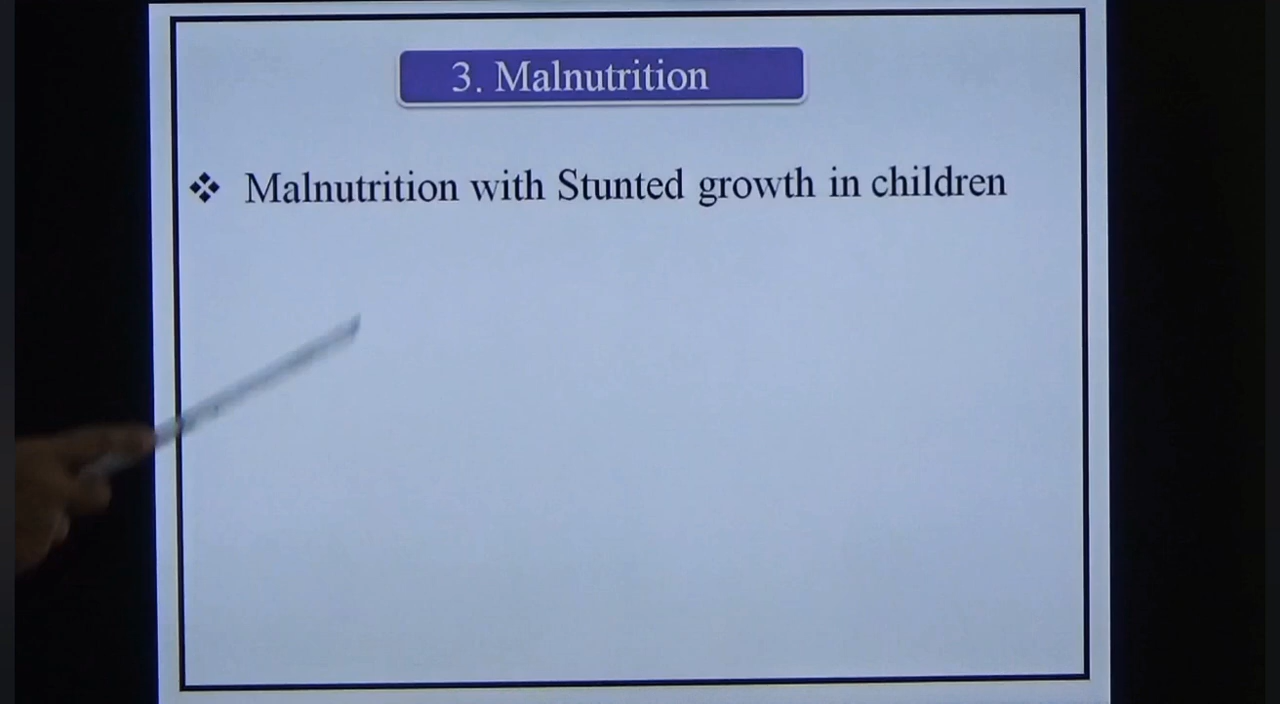 3. Malnutrition
❖ Malnutrition with Stunted growth in children